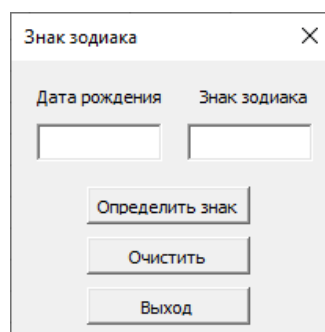 Знак зодиака
Дата рождения Знак зодиака
Определить знак
Очистить
Выход